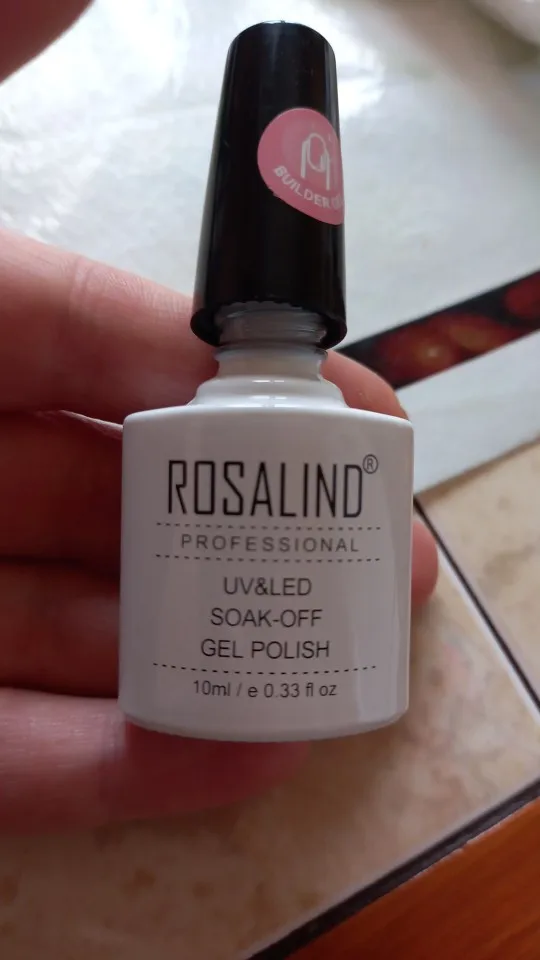 BUILDER
ROSALIND®
PROFESSIONAL
UV&LED
SOAK-OFF
GEL POLISH
10ml / e 0.33 fl oz